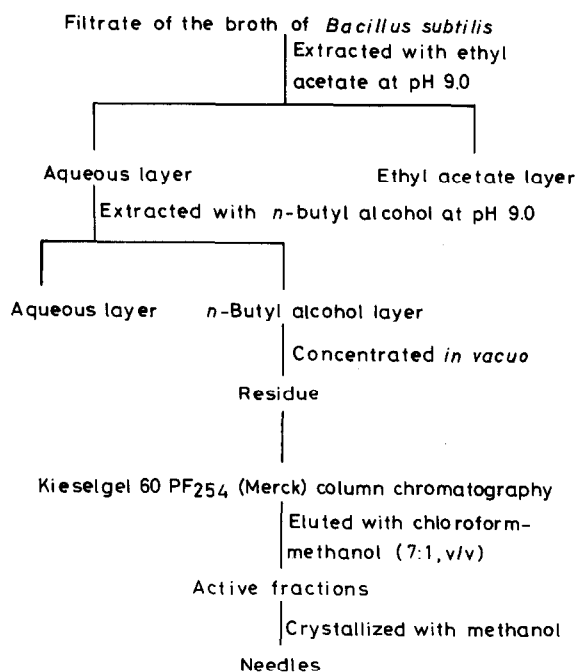 Filtrate of the broth of Bacillus subtilis
Extracted with ethyl
acetate at pH 9.0
Aqueous layer
Ethyl acetate layer
Extracted with n-butyl alcohol at pH 9.0
Aqueous layer
n-Butyl alcohol layer
Concentrated in vacuo
Residue
Kieselgel 60 PF254 (Merck) column chromatography
Eluted with chloroform-
methanol (7:1, v/v)
Active fractions
Crystallized with methanol
Needles